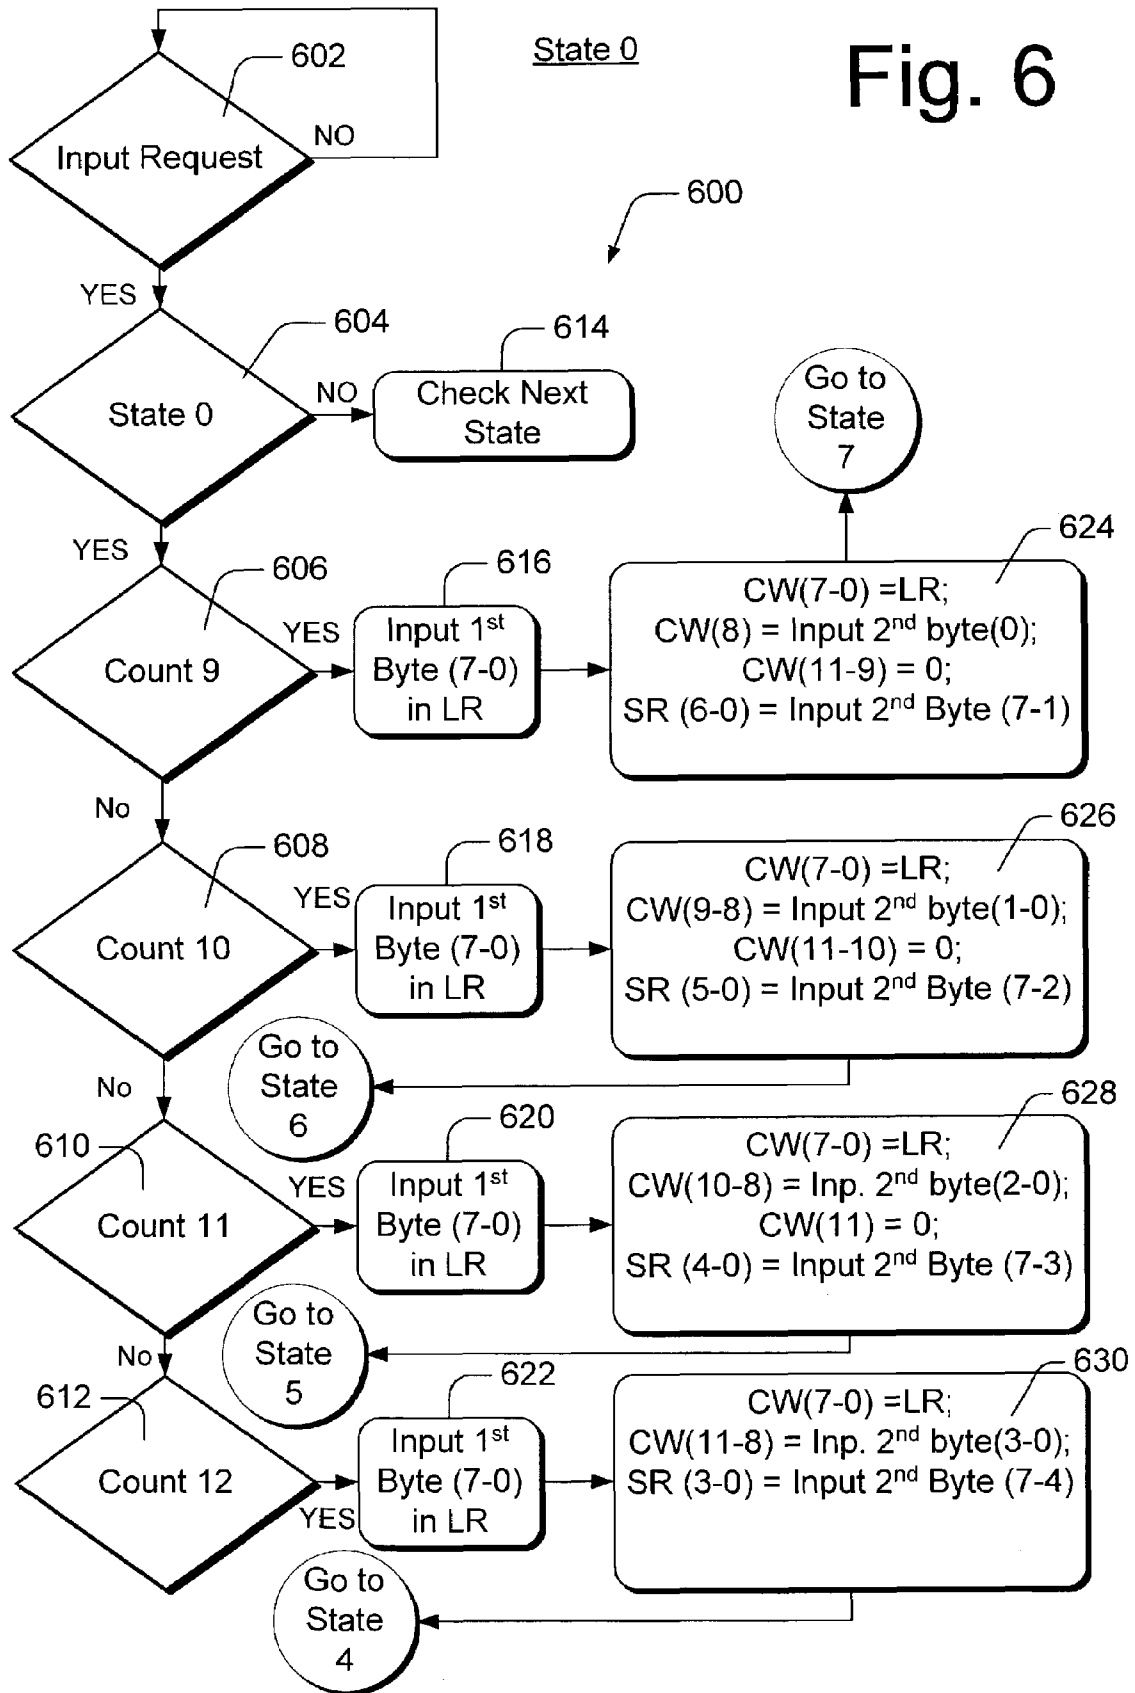 State 0
Fig. 6
602
Input Request
NO
600
YES
604
State 0
NO
614
Check Next
State
Go to
State
7
YES
606
Count 9
YES
616
Input 1st
Byte (7-0)
in LR
624
CW(7-0) =LR;
CW(8) = Input 2nd byte(0);
CW(11-9) = 0;
SR (6-0) = Input 2nd Byte (7-1)
No
608
Count 10
YES
618
Input 1st
Byte (7-0)
in LR
626
CW(7-0) =LR;
CW(9-8) = Input 2nd byte(1-0);
CW(11-10) = 0;
SR (5-0) = Input 2nd Byte (7-2)
Go to
State
6
No
610
Count 11
YES
620
Input 1st
Byte (7-0)
in LR
628
CW(7-0) =LR;
CW(10-8) = Inp. 2nd byte(2-0);
CW(11) = 0;
SR (4-0) = Input 2nd Byte (7-3)
Go to
State
5
No
612
Count 12
YES
622
Input 1st
Byte (7-0)
in LR
630
CW(7-0) =LR;
CW(11-8) = Inp. 2nd byte(3-0);
SR (3-0) = Input 2nd Byte (7-4)
Go to
State
4